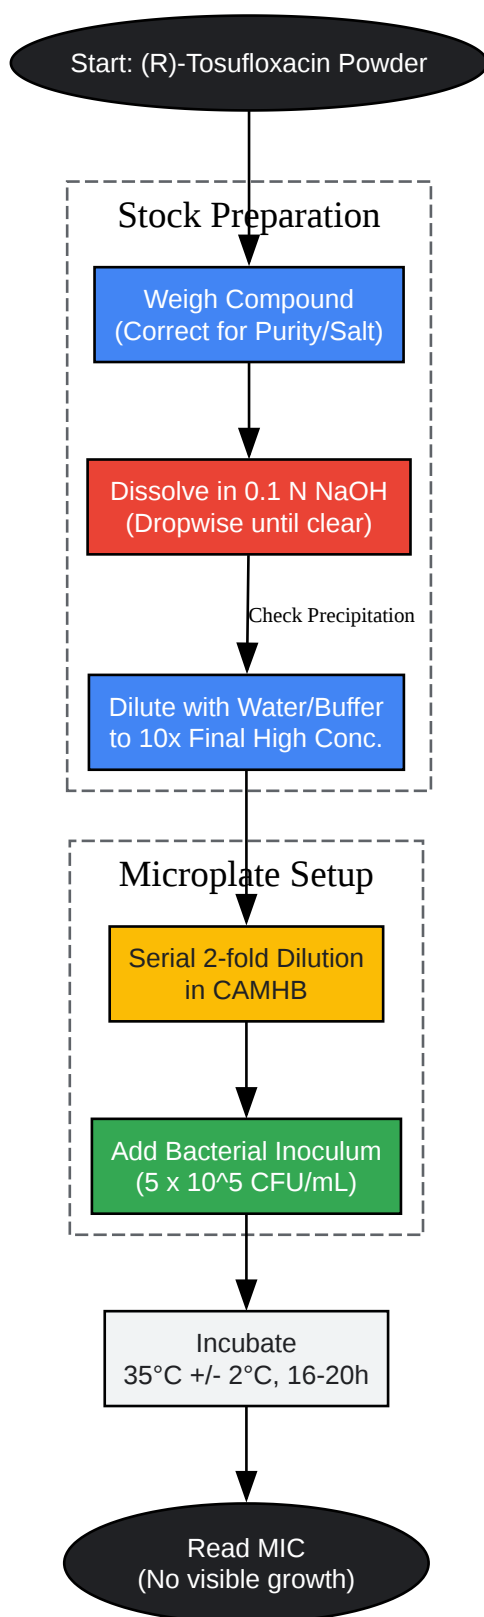 Start: (R)-Tosufloxacin Powder
Stock Preparation
Weigh Compound
(Correct for Purity/Salt)
Dissolve in 0.1 N NaOH
(Dropwise until clear)
Check Precipitation
Dilute with Water/Buffer
to 10x Final High Conc.
Microplate Setup
Serial 2-fold Dilution
in CAMHB
Add Bacterial Inoculum
(5 x 10^5 CFU/mL)
Incubate
35°C +/- 2°C, 16-20h
Read MIC
(No visible growth)